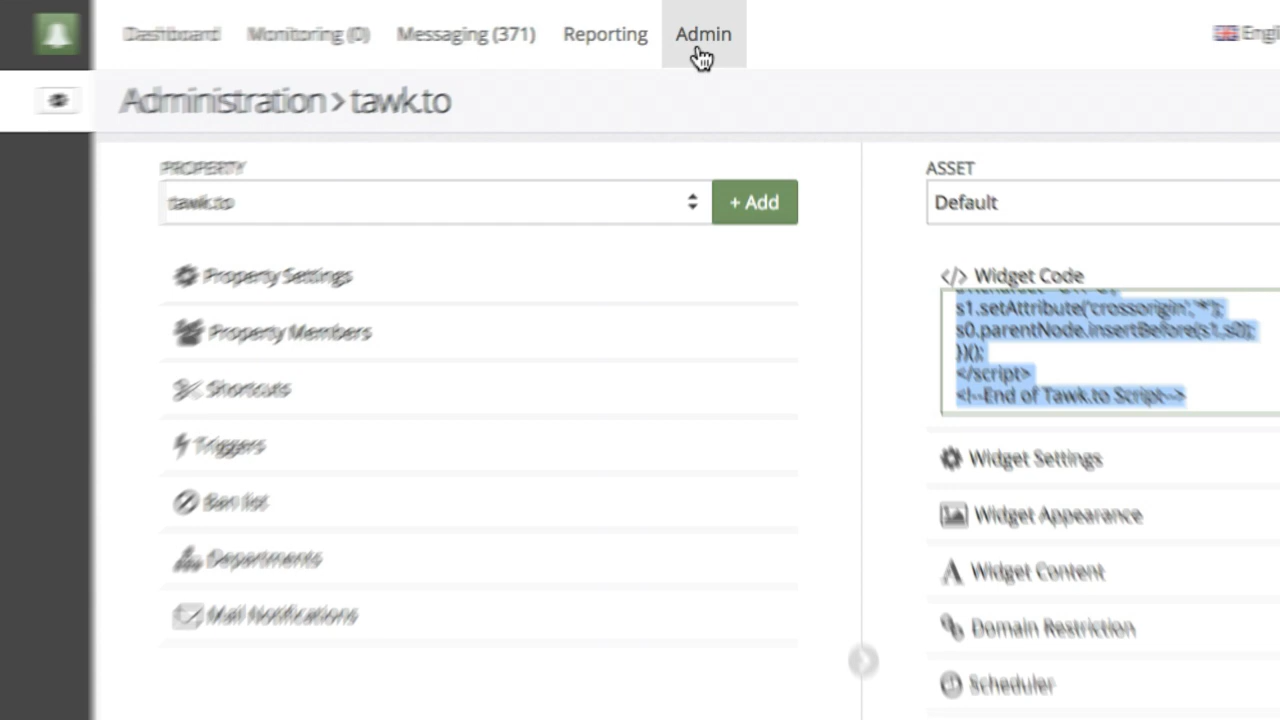 Dashboard Monitoring (0) Messaging (371) Reporting Admin
Administration > tawk.to
PROPERTY
tawk.to
+ Add
Property Settings
Property Members
Shortcuts
Triggers
Ban list
Departments
Mail Notifications
ASSET
Default
</> Widget Code
s1.setAttribute('crossorigin','*');
s0.parentNode.insertBefore(s1,s0);
})();
</script>
<!--End of Tawk.to Script-->
Widget Settings
Widget Appearance
Widget Content
Domain Restriction
Scheduler